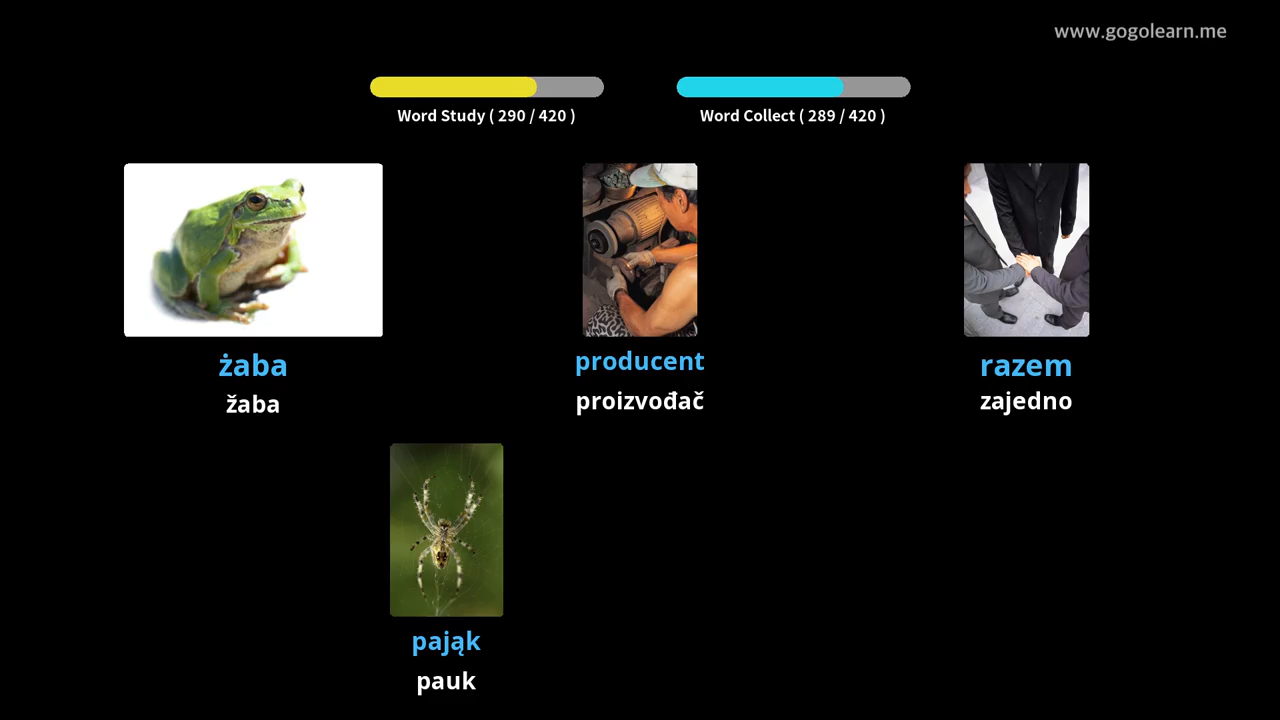 www.gogolearn.me
Word Study ( 290 / 420 )
Word Collect ( 289 / 420 )
żaba
žaba
producent
proizvođač
razem
zajedno
pająk
pauk